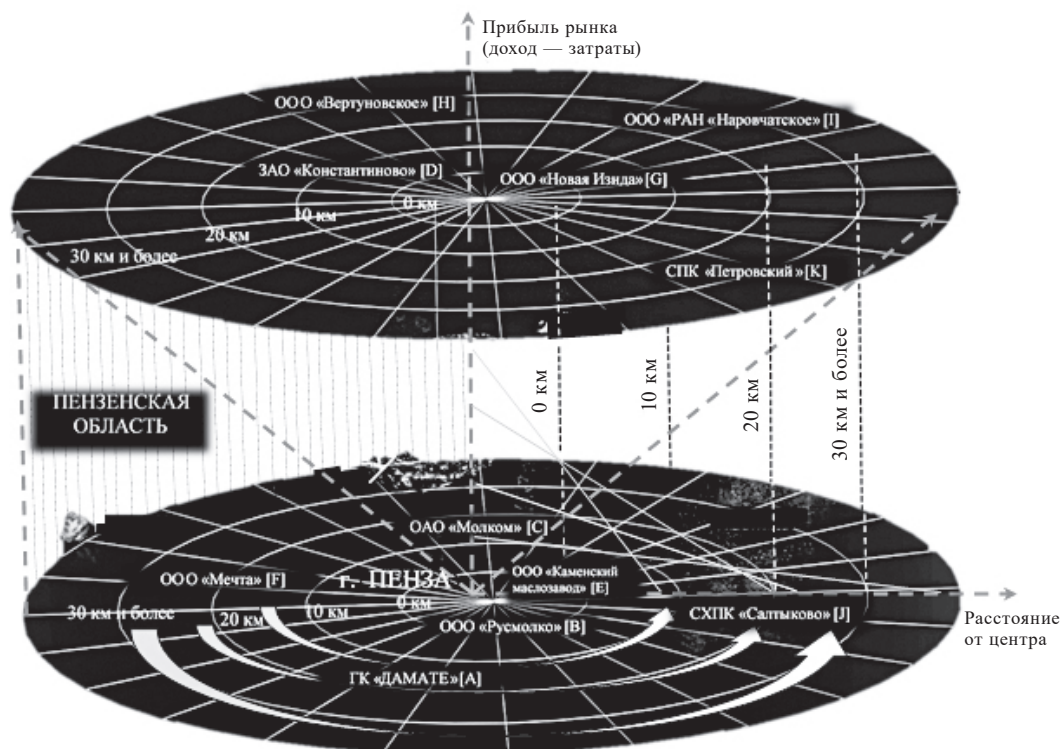 Прибыль рынка
(доход — затраты)
ООО «Вертуновское» [H]
ООО «РАН «Наровчатское» [I]
ЗАО «Константиново» [D]
ООО «Новая Изида» [G]
0 км
10 км
20 км
30 км и более
СПК «Петровский» [K]
ПЕНЗЕНСКАЯ
ОБЛАСТЬ
0 км
10 км
20 км
30 км и более
ОАО «Молком» [C]
ООО «Мечта» [F]
г. ПЕНЗА
ООО «Каменский
маслозавод» [E]
30 км и более
20 км
10 км
0 км
ООО «Русмолко» [B]
СХПК «Салтыково» [J]
ГК «ДАМАТЕ» [A]
Расстояние
от центра